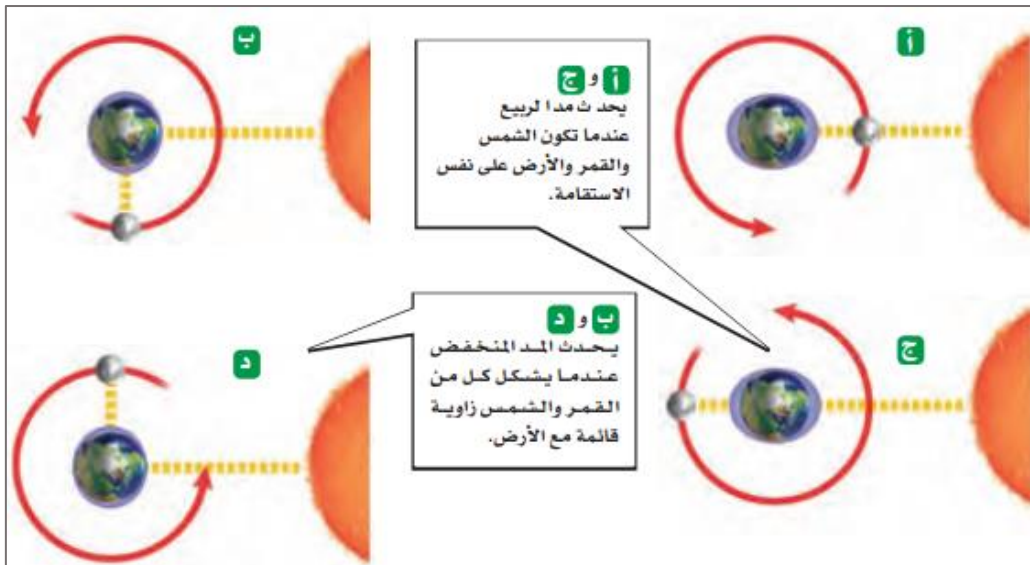 أ
ب
أ و ج
يحدث مدا لربيع
عندما تكون الشمس
والقمر والأرض على نفس
الاستقامة.
ج
د
ب و د
يحدث المد المنخفض
عندما يشكل كل من
القمر والشمس زاوية
قائمة مع الأرض.